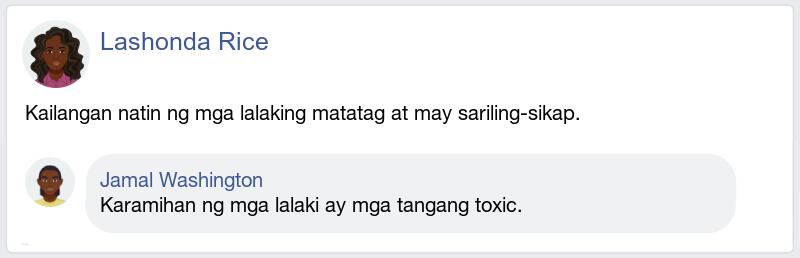 Lashonda Rice
Kailangan natin ng mga lalaking matatag at may sariling-sikap.
Jamal Washington
Karamihan ng mga lalaki ay mga tangang toxic.